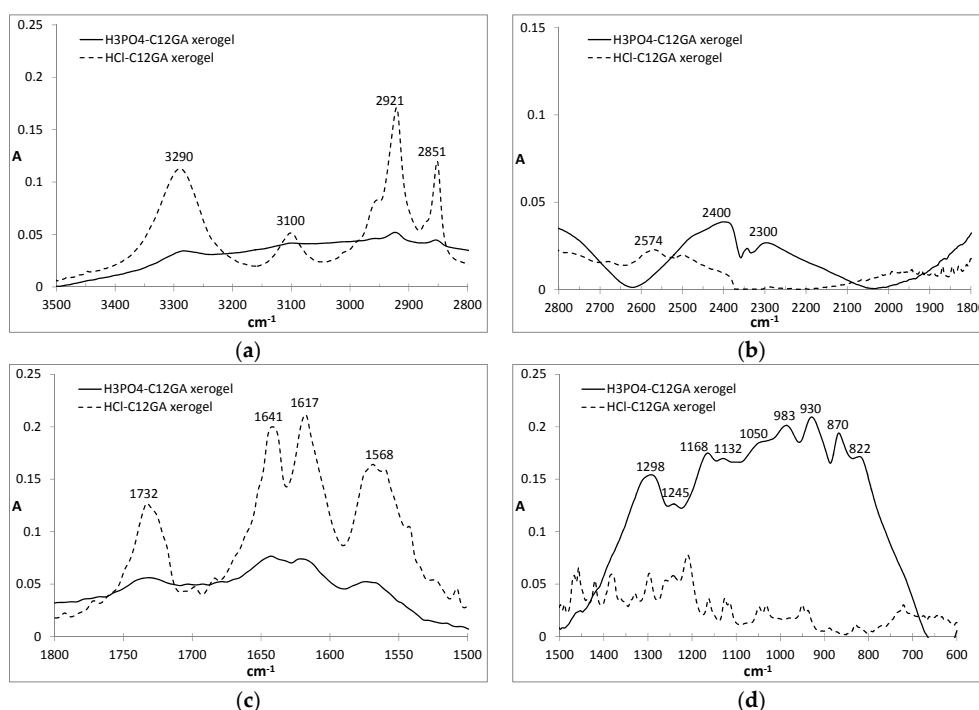 0.25
H3PO4-C12GA xerogel
HCl-C12GA xerogel
0.2
2921
0.15
A
3290
2851
0.1
3100
0.05
0
3500 3400 3300 3200 3100 3000 2900 2800
cm-1
(a)
0.15
H3PO4-C12GA xerogel
HCl-C12GA xerogel
0.1
A
0.05
2574
2400
2300
0
2800 2700 2600 2500 2400 2300 2200 2100 2000 1900 1800
cm-1
(b)
0.25
H3PO4-C12GA xerogel
HCl-C12GA xerogel
0.2
1641 1617
1568
0.15
A
1732
0.1
0.05
0
1800 1750 1700 1650 1600 1550 1500
cm-1
(c)
0.25
H3PO4-C12GA xerogel
HCl-C12GA xerogel
0.2
1168 1132 1050 983 930 870 822
0.15
A
1298
1245
0.1
0.05
0
1500 1400 1300 1200 1100 1000 900 800 700 600
cm-1
(d)